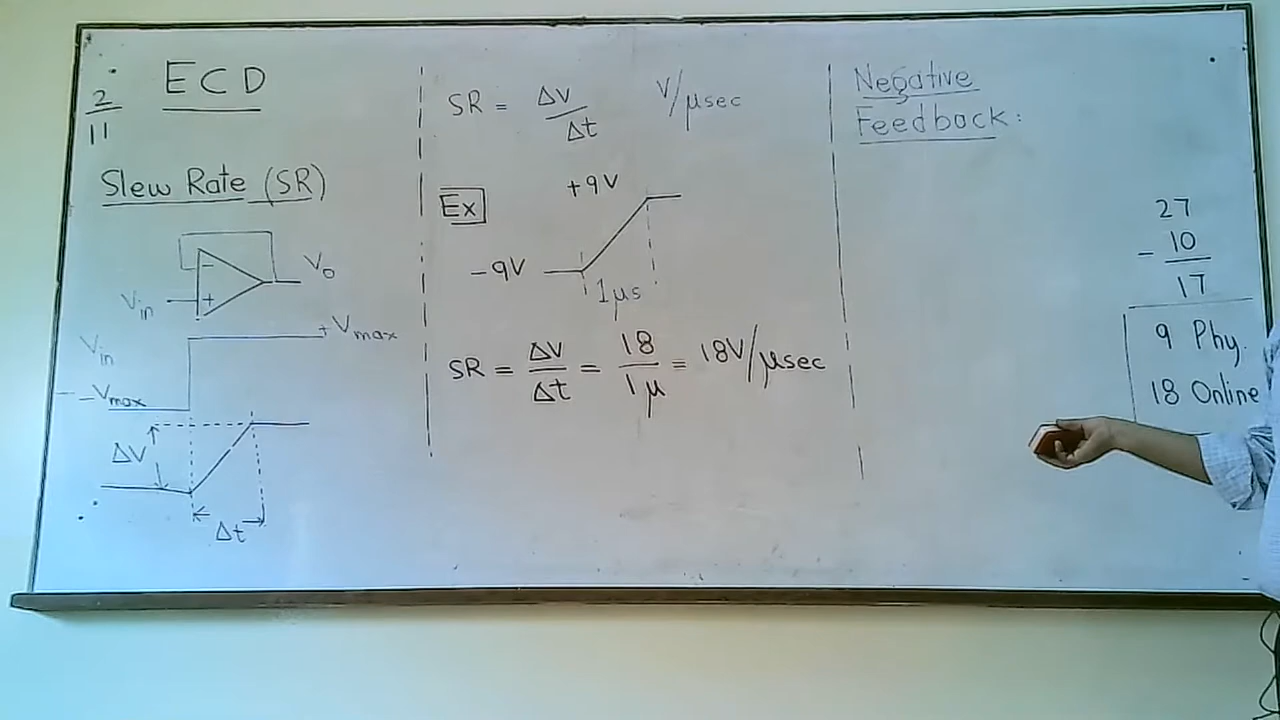 2/11
ECD
Slew Rate (SR)
-
+
Vin
Vo
Vin
+Vmax
-Vmax
ΔV
Δt
SR = ΔV/Δt V/μsec
Ex
+9V
-9V
1μs
SR = ΔV/Δt = 18/1μ = 18V/μsec
Negative
Feedback:
27
- 10
17
9 Phy.
18 Online